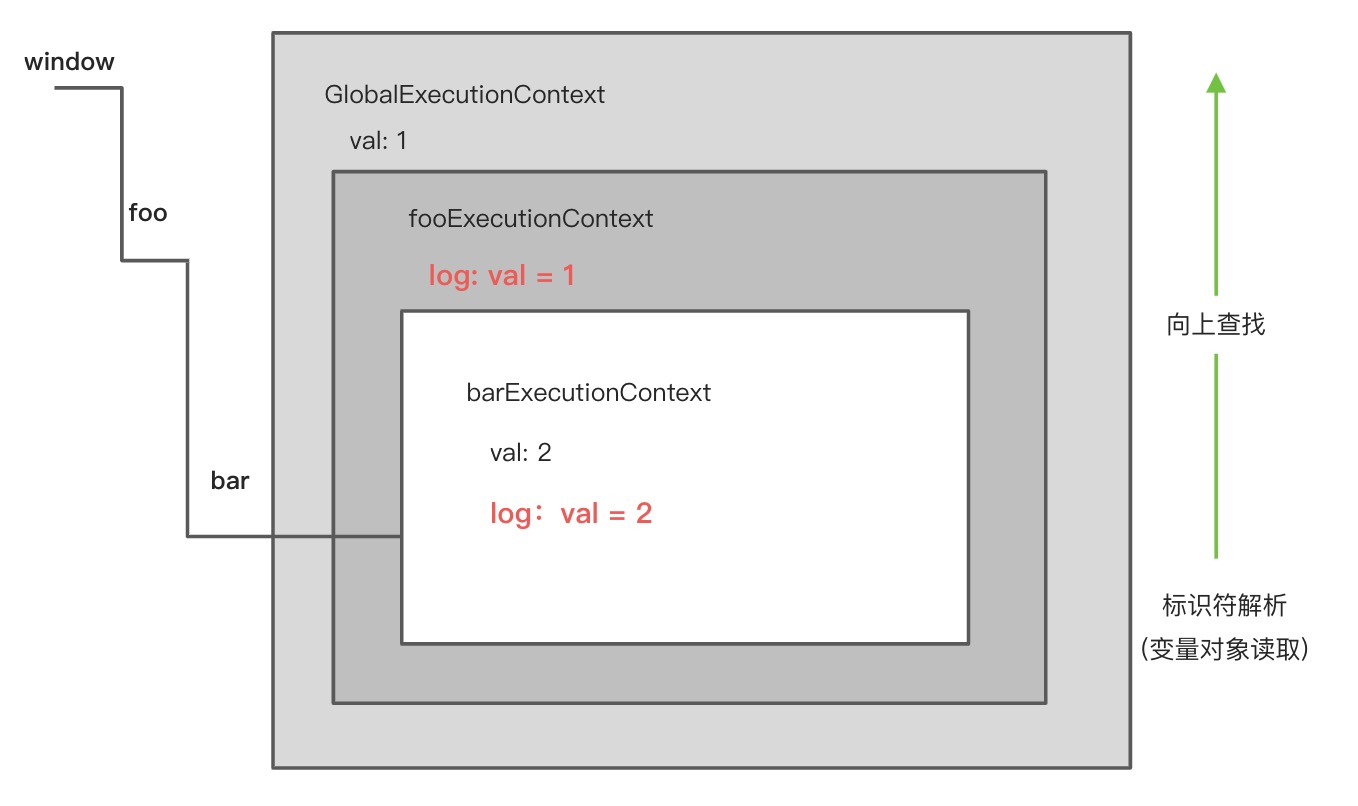 window
GlobalExecutionContext
val: 1
foo
fooExecutionContext
log: val = 1
向上查找
barExecutionContext
val: 2
bar
log：val = 2
标识符解析
(变量对象读取)